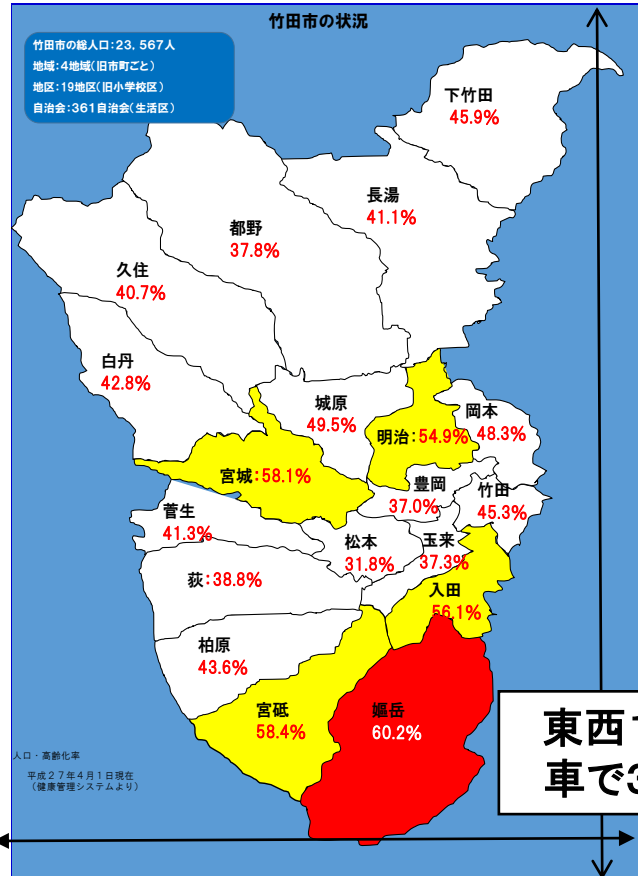 竹田市の状況
竹田市の総人口:23,567人
地域:4地域(旧市町ごと)
地区:19地区(旧小学校区)
自治会:361自治会(生活区)
下竹田
45.9%
長湯
41.1%
都野
37.8%
久住
40.7%
白丹
42.8%
城原
49.5%
岡本
48.3%
明治:54.9%
宮城:58.1%
豊岡
37.0%
竹田
45.3%
菅生
41.3%
松本
31.8%
玉来
37.3%
荻:38.8%
入田
56.1%
柏原
43.6%
宮砥
58.4%
嫗岳
60.2%
東西
車で3
人口・高齢化率
平成27年4月1日現在
(健康管理システムより)